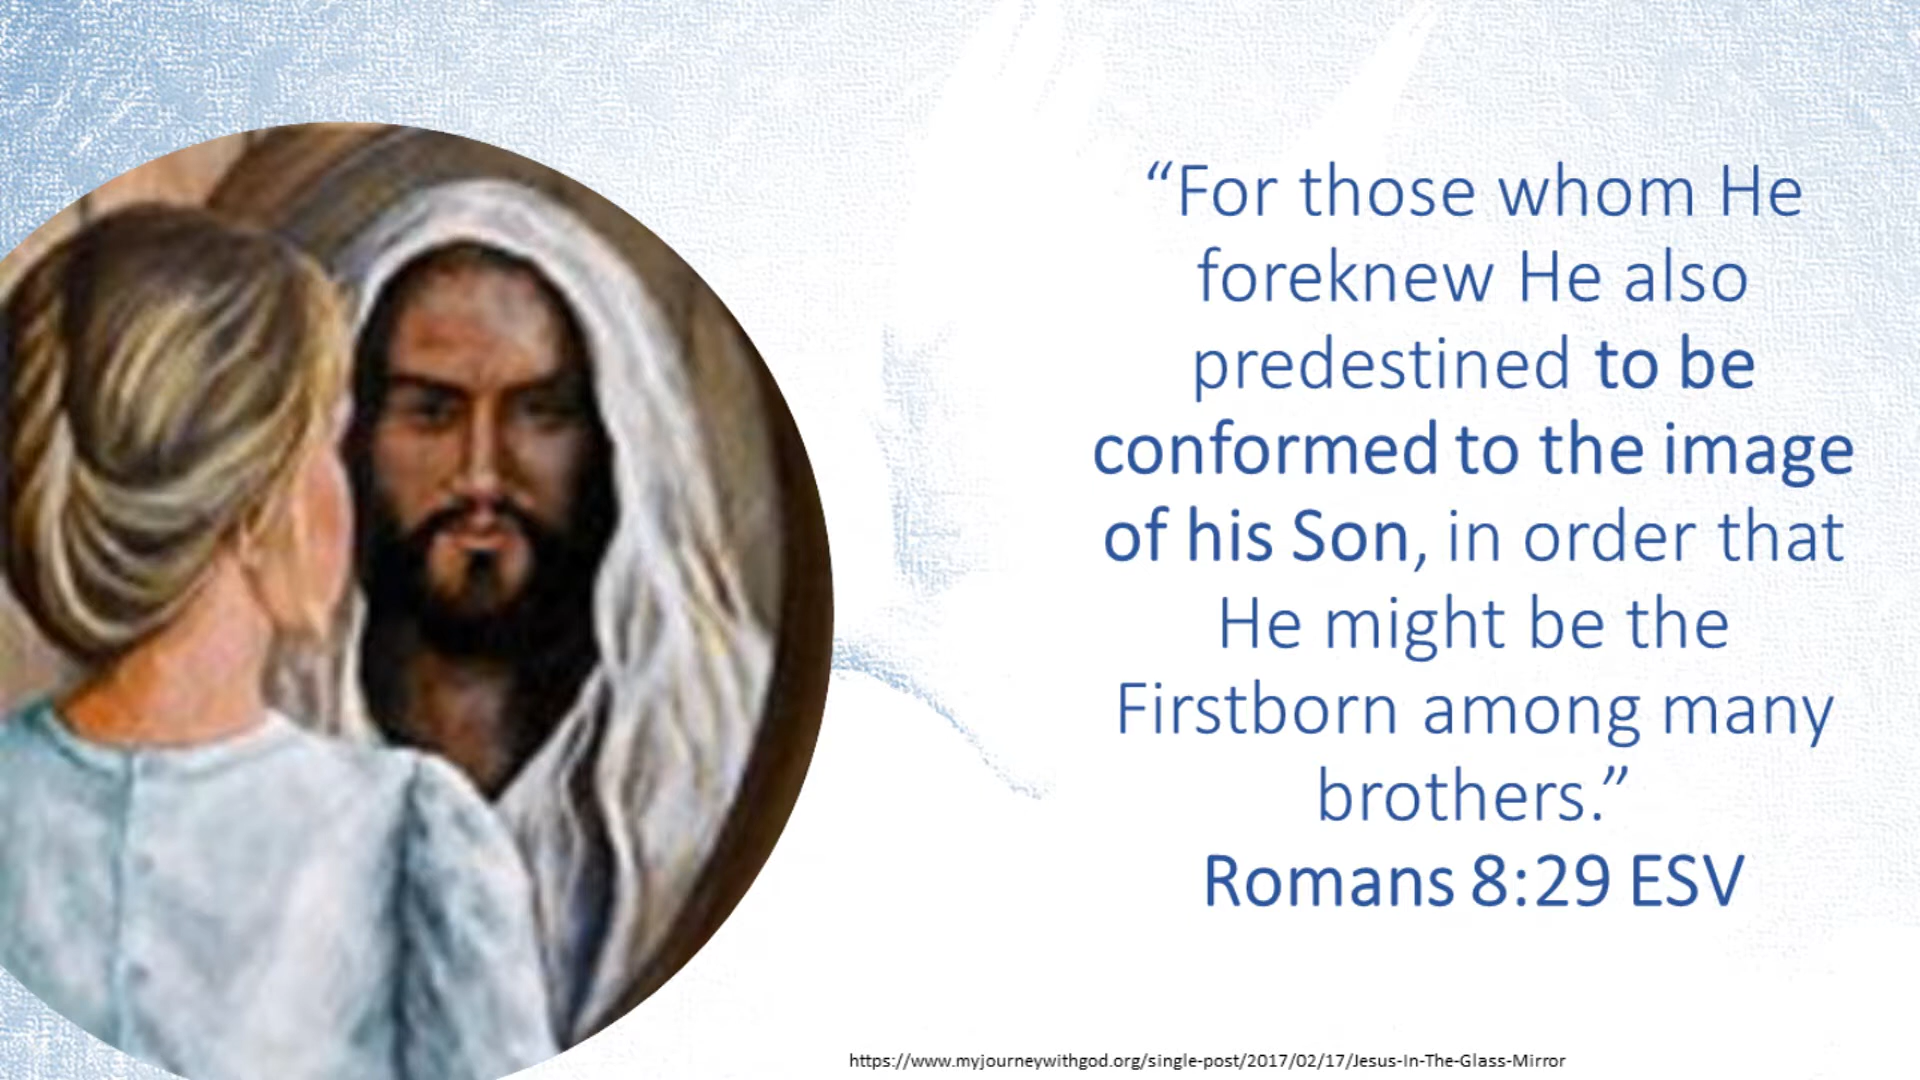 “For those whom He
foreknew He also
predestined to be
conformed to the image
of his Son, in order that
He might be the
Firstborn among many
brothers.”
Romans 8:29 ESV
https://www.myjourneywithgod.org/single-post/2017/02/17/Jesus-In-The-Glass-Mirror